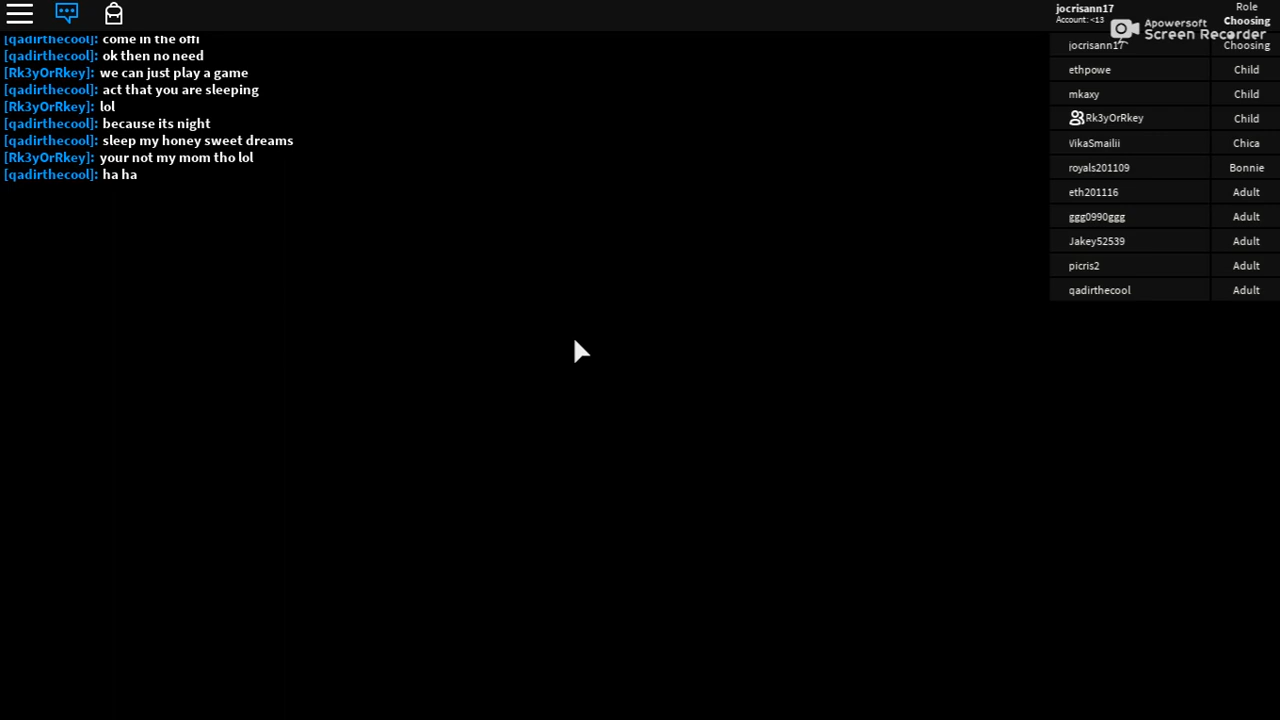 jocrisann17 Role
Account: <13 Choosing
Apowersoft
Screen Recorder
[qadirthecool]: come in the offi
[qadirthecool]: ok then no need
[Rk3yOrRkey]: we can just play a game
[qadirthecool]: act that you are sleeping
[Rk3yOrRkey]: lol
[qadirthecool]: because its night
[qadirthecool]: sleep my honey sweet dreams
[Rk3yOrRkey]: your not my mom tho lol
[qadirthecool]: ha ha
jocrisann17 Choosing
ethpowe Child
mkaxy Child
Rk3yOrRkey Child
VikaSmailii Chica
royals201109 Bonnie
eth201116 Adult
ggg0990ggg Adult
Jakey52539 Adult
picris2 Adult
qadirthecool Adult